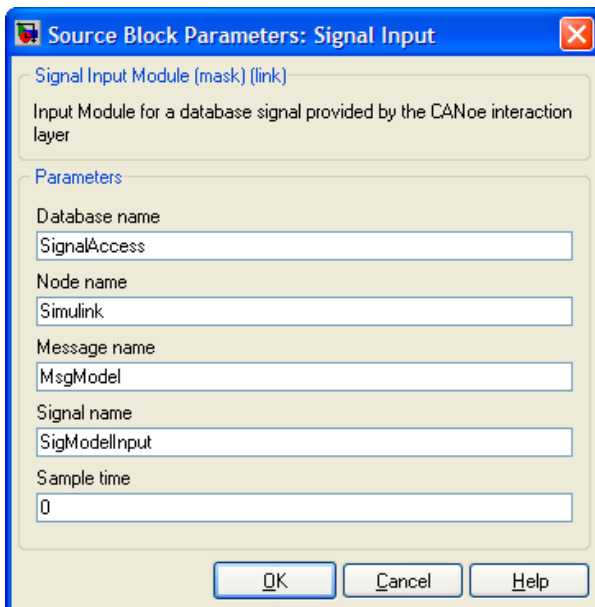 Source Block Parameters: Signal Input
Signal Input Module (mask) (link)
Input Module for a database signal provided by the CANoe interaction
layer
Parameters
Database name
SignalAccess
Node name
Simulink
Message name
MsgModel
Signal name
SigModelInput
Sample time
0
OK Cancel Help